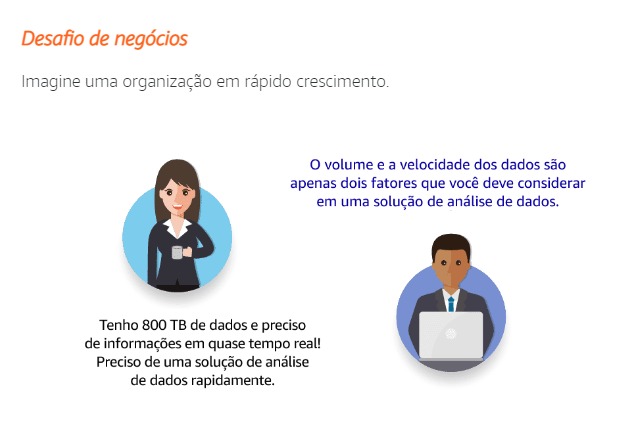 Desafio de negócios
Imagine uma organização em rápido crescimento.
O volume e a velocidade dos dados são
apenas dois fatores que você deve considerar
em uma solução de análise de dados.
Tenho 800 TB de dados e preciso
de informações em quase tempo real!
Preciso de uma solução de análise
de dados rapidamente.